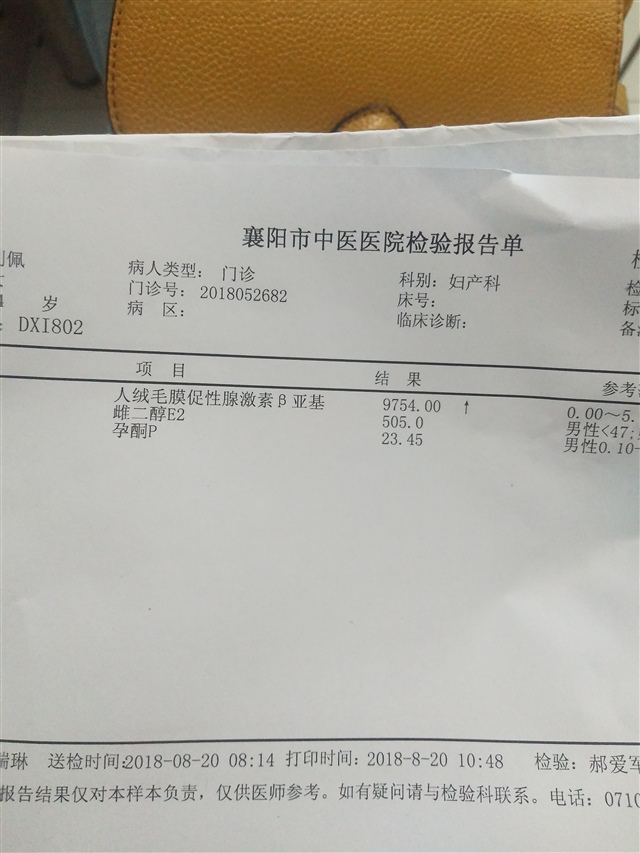 襄阳市中医医院检验报告单
佩
病人类型: 门诊
科别: 妇产科
门诊号: 2018052682
床号:
岁
病 区:
临床诊断:
DXI802
项 目 结 果 参考
人绒毛膜促性腺激素β亚基 9754.00 ↑ 0.00~5.
雌二醇E2 505.0 男性<47;
孕酮P 23.45 男性0.10-
瑞琳 送检时间:2018-08-20 08:14 打印时间: 2018-8-20 10:48 检验: 郝爱军
报告结果仅对本样本负责，仅供医师参考。如有疑问请与检验科联系。电话: 0710